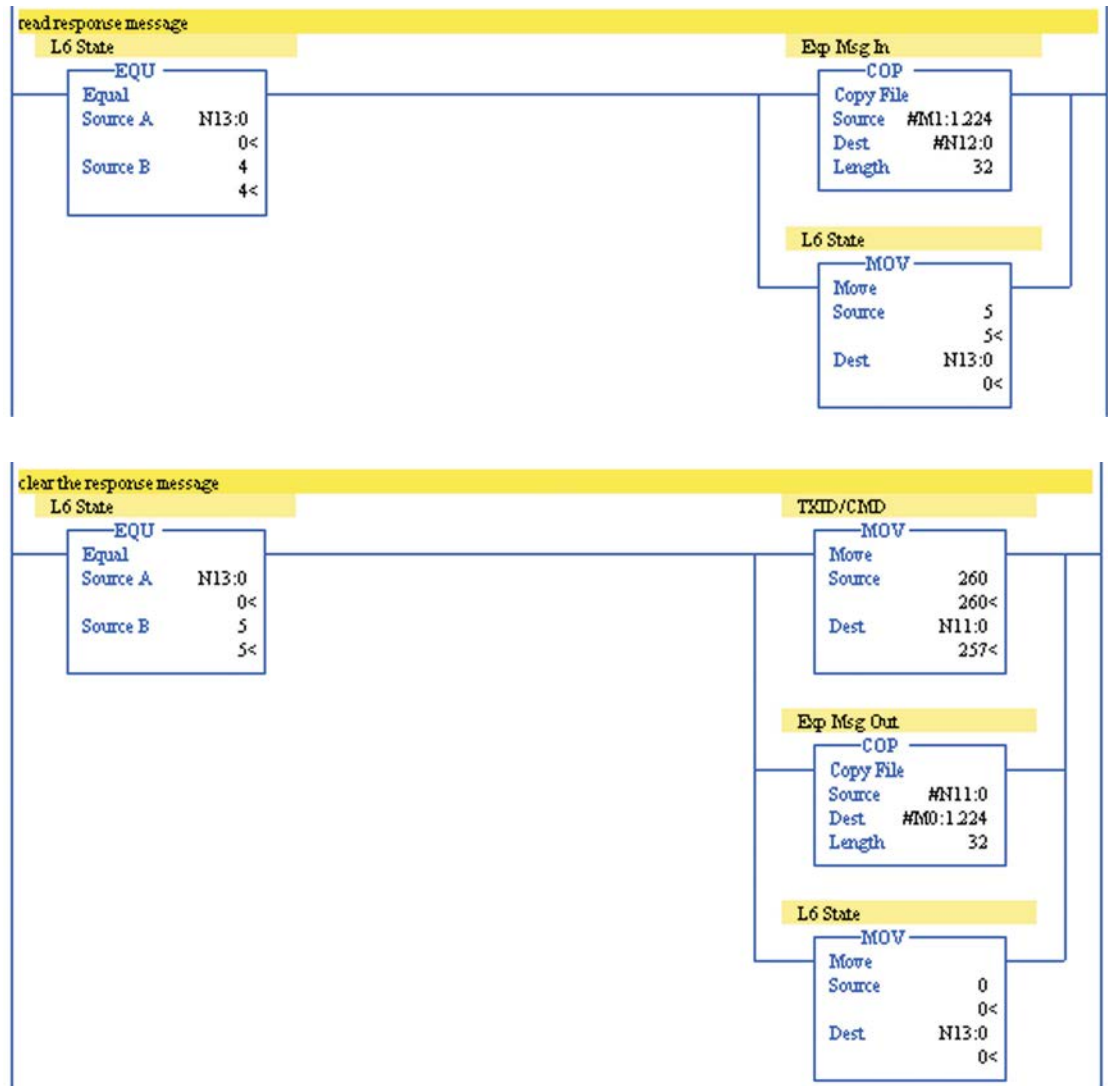 read response message
L6 State
EQU
Equal
Source A N13:0
0<
Source B 4
4<
Exp Msg In
COP
Copy File
Source #M1:1.224
Dest #N12:0
Length 32
L6 State
MOV
Move
Source 5
5<
Dest N13:0
0<
clear the response message
L6 State
EQU
Equal
Source A N13:0
0<
Source B 5
5<
TXID/CMD
MOV
Move
Source 260
260<
Dest N11:0
257<
Exp Msg Out
COP
Copy File
Source #N11:0
Dest #M0:1.224
Length 32
L6 State
MOV
Move
Source 0
0<
Dest N13:0
0<